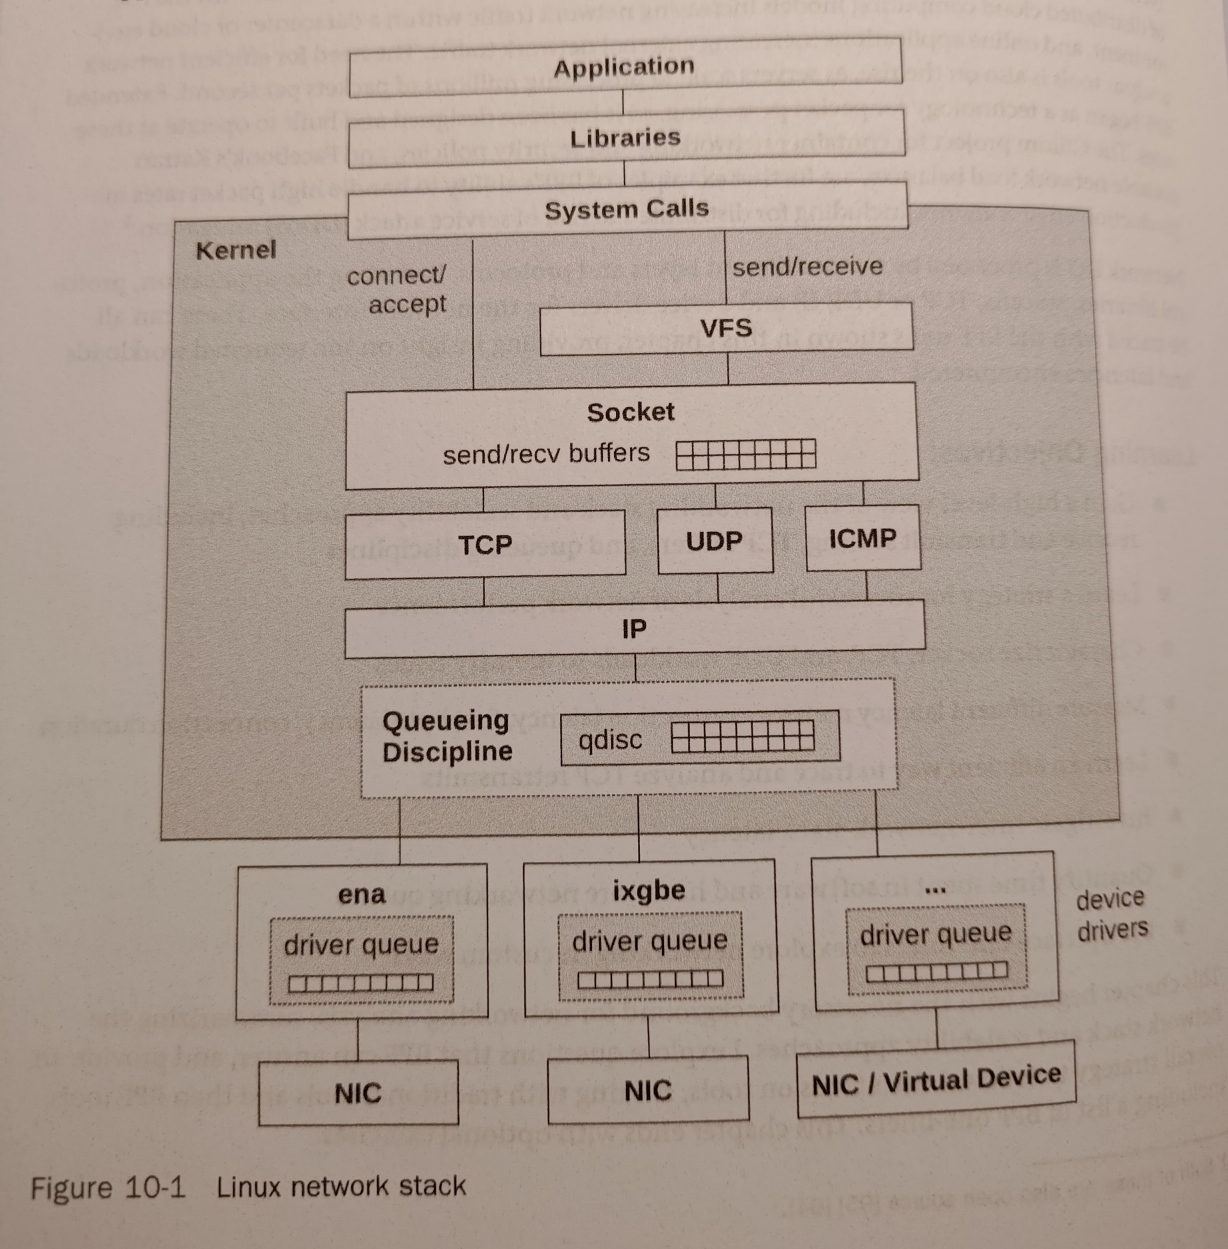 Application
Libraries
System Calls
Kernel
connect/
accept
send/receive
VFS
Socket
send/recv buffers
TCP
UDP
ICMP
IP
Queueing
Discipline
qdisc
ena
driver queue
ixgbe
driver queue
...
driver queue
device
drivers
NIC
NIC
NIC / Virtual Device
Figure 10-1 Linux network stack